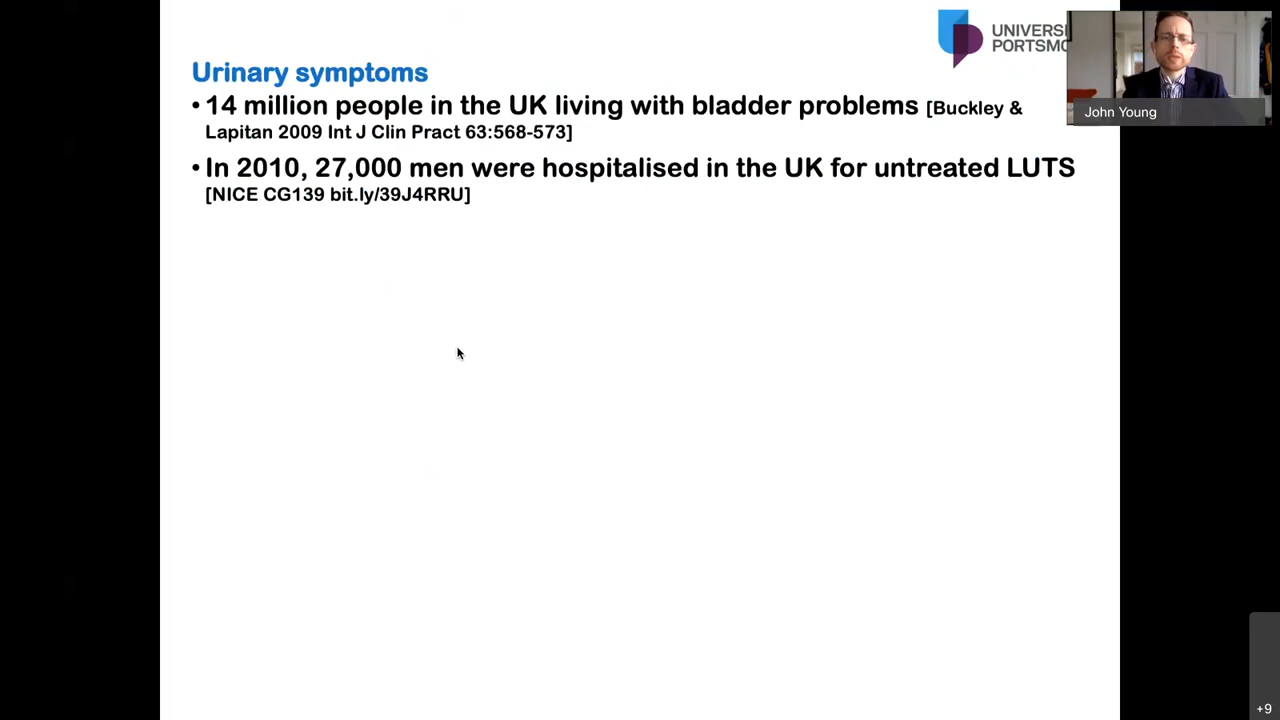 UNIVERSI
PORTSMO
John Young
Urinary symptoms
• 14 million people in the UK living with bladder problems [Buckley &
Lapitan 2009 Int J Clin Pract 63:568-573]
• In 2010, 27,000 men were hospitalised in the UK for untreated LUTS
[NICE CG139 bit.ly/39J4RRU]
+9